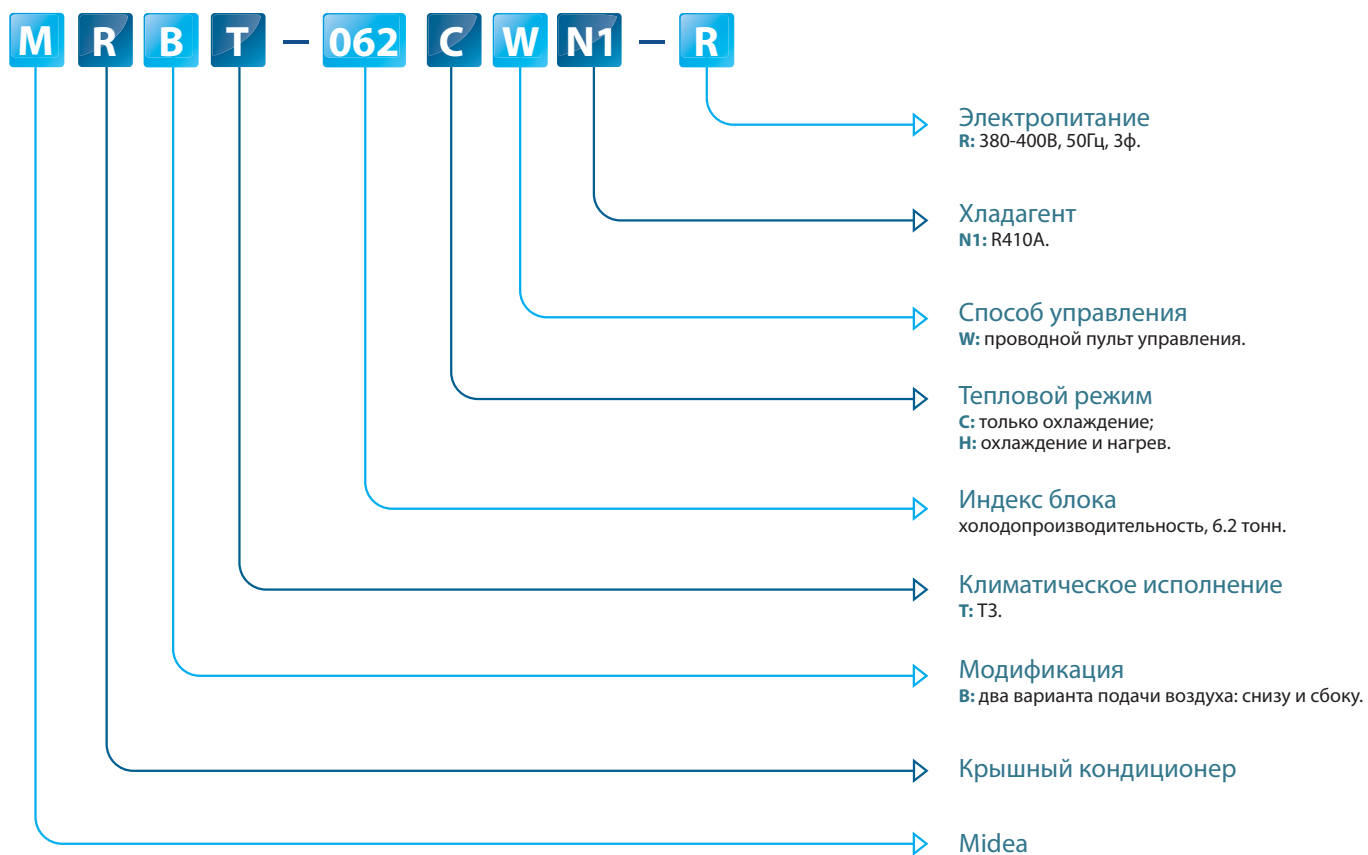 M R B T – 062 C W N1 – R
Электропитание
R: 380-400В, 50Гц, 3ф.
Хладагент
N1: R410A.
Способ управления
W: проводной пульт управления.
Тепловой режим
C: только охлаждение;
H: охлаждение и нагрев.
Индекс блока
холодопроизводительность, 6.2 тонн.
Климатическое исполнение
T: T3.
Модификация
B: два варианта подачи воздуха: снизу и сбоку.
Крышный кондиционер
Midea